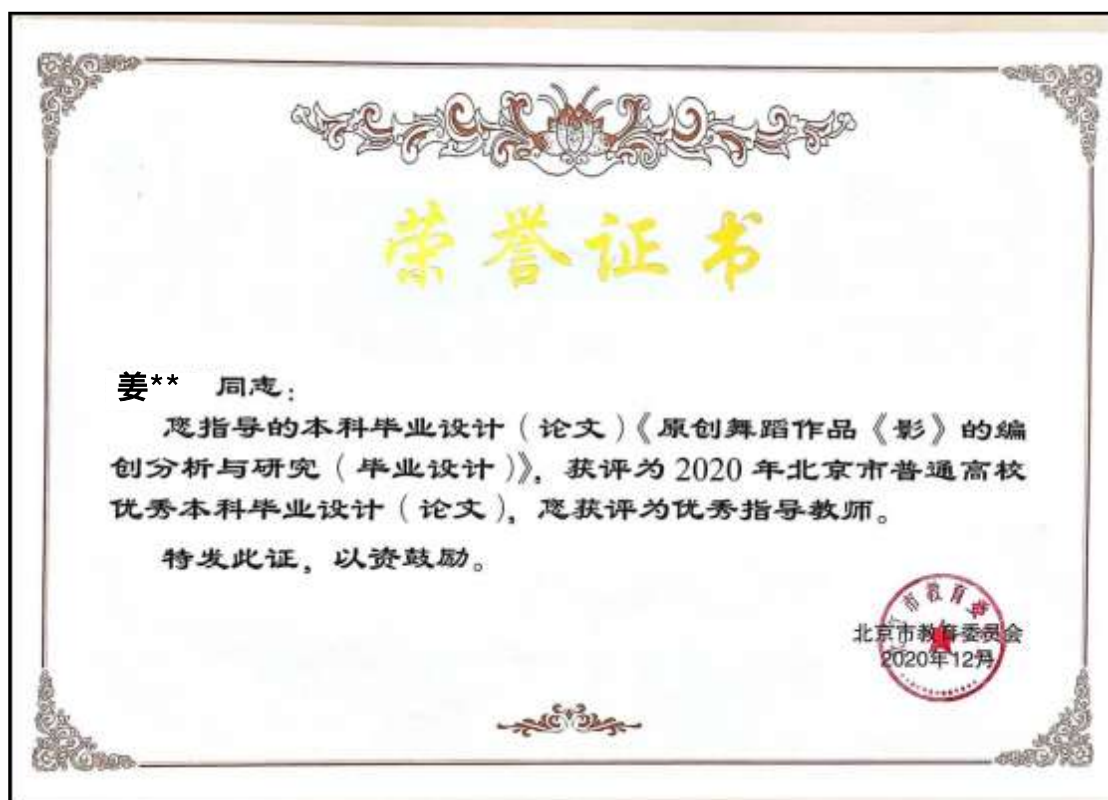 荣誉证书
姜** 同志：
您指导的本科毕业设计（论文）《原创舞蹈作品《影》的编
创分析与研究（毕业设计）》，获评为 2020 年北京市普通高校
优秀本科毕业设计（论文），您获评为优秀指导教师。
特发此证，以资鼓励。
北京市教育委员会
2020年12月